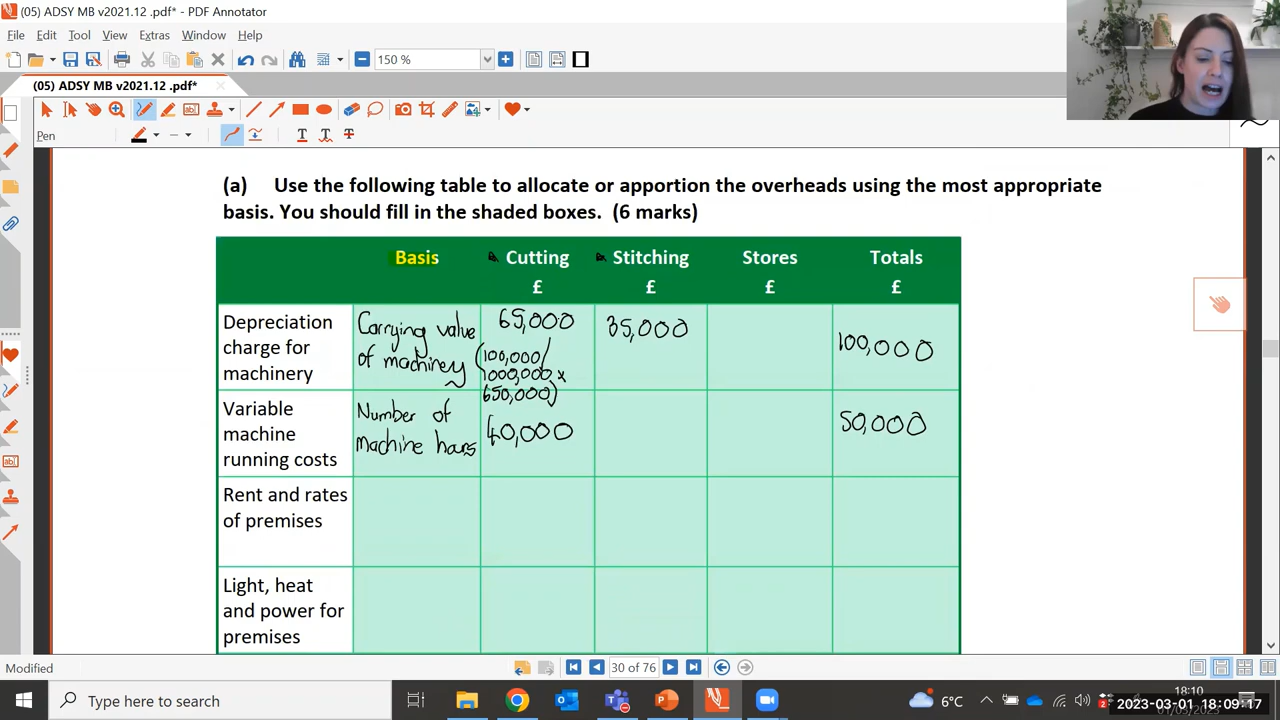 (05) ADSY MB v2021.12 .pdf* - PDF Annotator
File Edit Tool View Extras Window Help
150 %
(05) ADSY MB v2021.12 .pdf*
Pen
(a) Use the following table to allocate or apportion the overheads using the most appropriate
basis. You should fill in the shaded boxes. (6 marks)
Basis Cutting Stitching Stores Totals
£ £ £ £
Depreciation
charge for
machinery
Carrying value
of machinery
65,000
(100,000/
1000,000 x
650,000)
35,000
100,000
Variable
machine
running costs
Number of
machine hours
40,000
50,000
Rent and rates
of premises
Light, heat
and power for
premises
Modified
30 of 76
Type here to search
6°C
18:10
2023-03-01 18:09:17